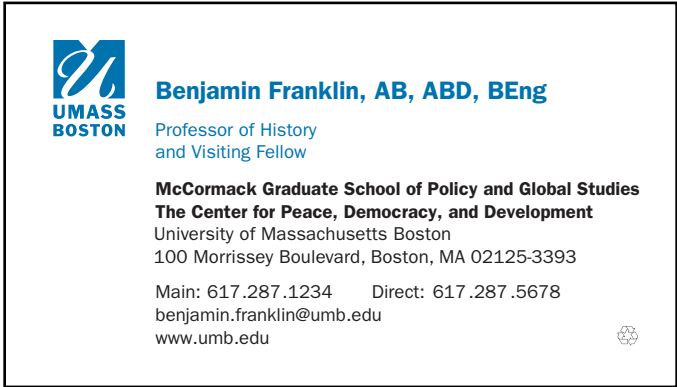 UMASS
BOSTON
Benjamin Franklin, AB, ABD, BEng
Professor of History
and Visiting Fellow
McCormack Graduate School of Policy and Global Studies
The Center for Peace, Democracy, and Development
University of Massachusetts Boston
100 Morrissey Boulevard, Boston, MA 02125-3393
Main: 617.287.1234 Direct: 617.287.5678
benjamin.franklin@umb.edu
www.umb.edu